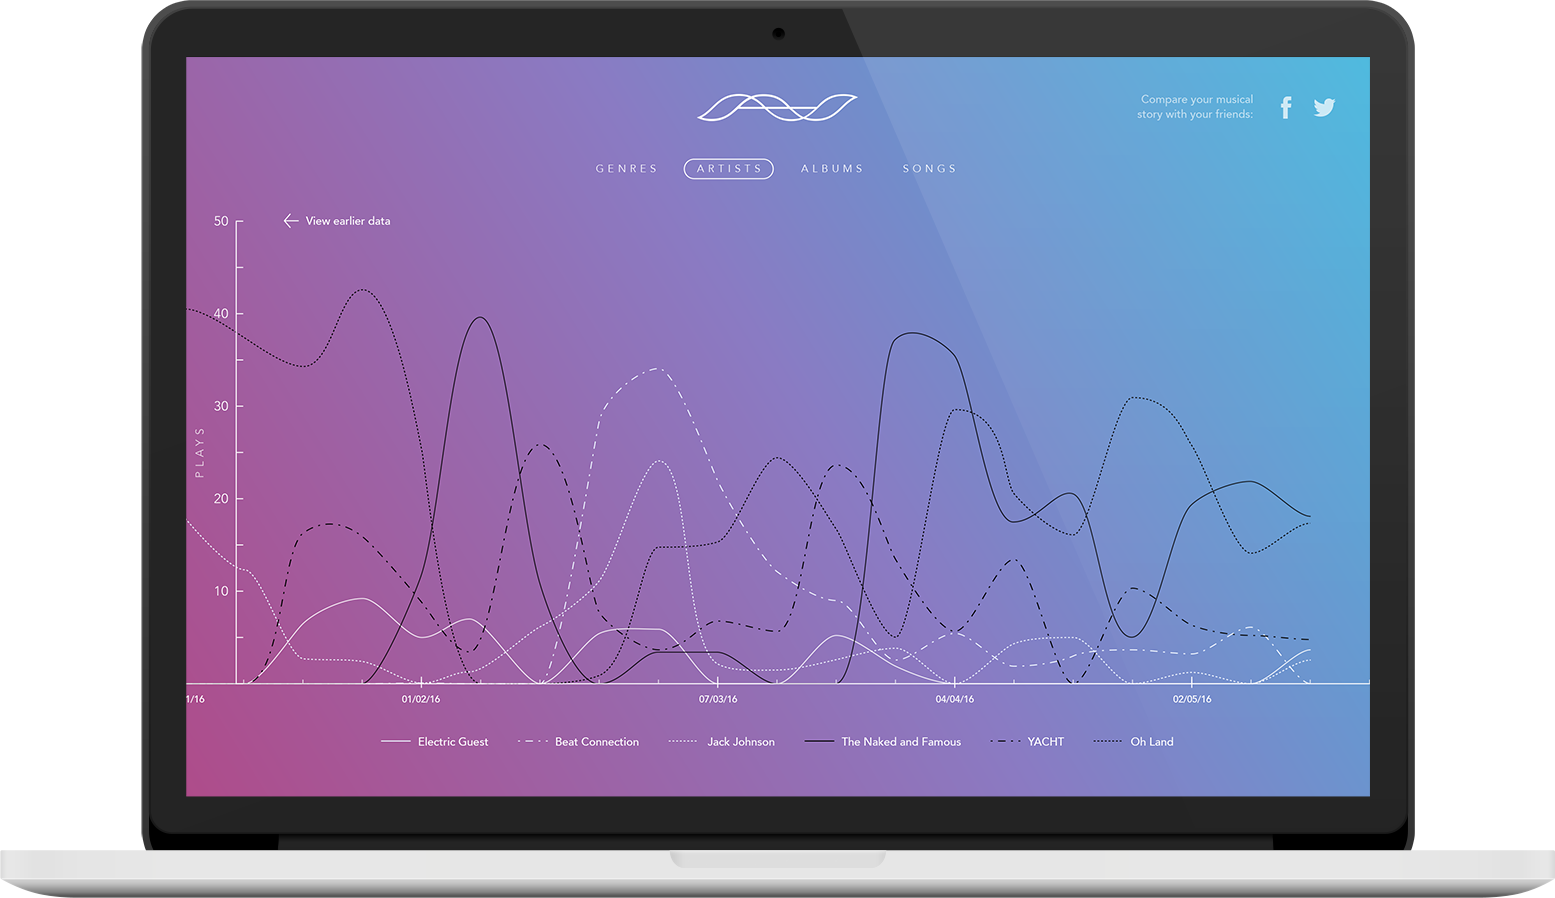 Compare your musical
story with your friends:
GENRES ARTISTS ALBUMS SONGS
50
View earlier data
40
30
PLAYS
20
10
1/16 01/02/16 07/03/16 04/04/16 02/05/16
Electric Guest Beat Connection Jack Johnson The Naked and Famous YACHT Oh Land